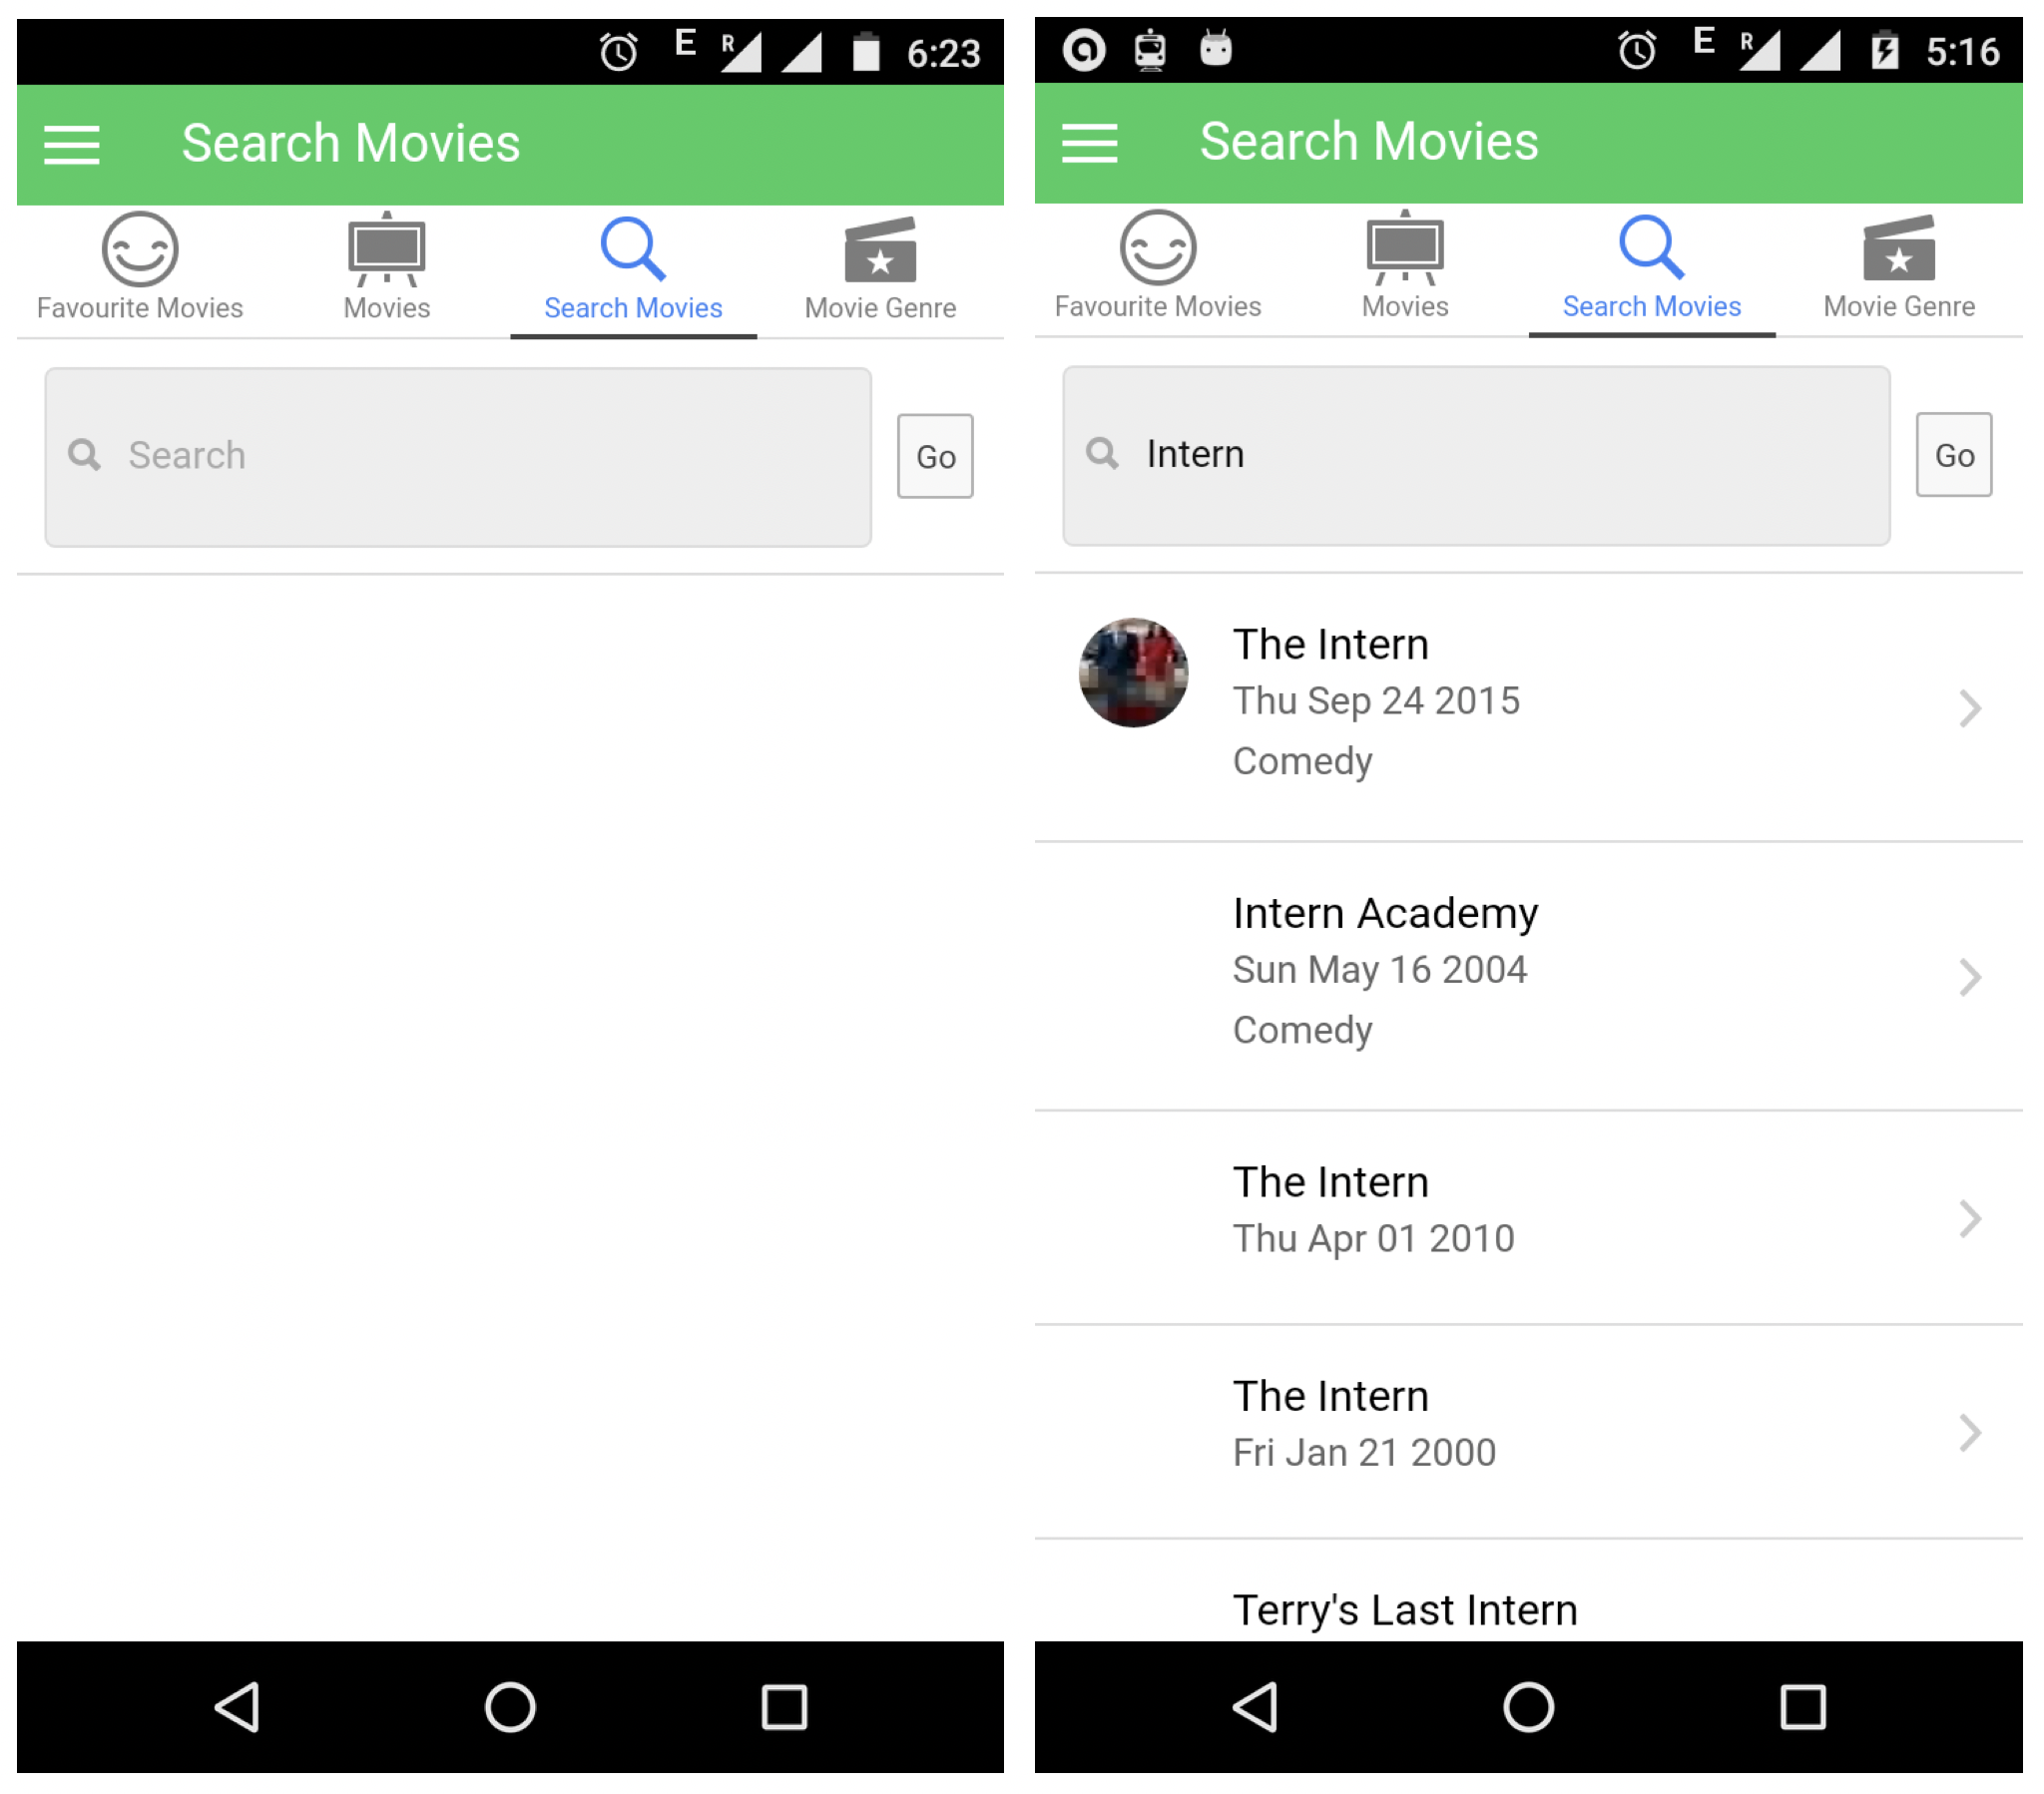 E R 6:23
Search Movies
Favourite Movies Movies Search Movies Movie Genre
Search Go
E R 5:16
Search Movies
Favourite Movies Movies Search Movies Movie Genre
Intern Go
The Intern
Thu Sep 24 2015
Comedy
Intern Academy
Sun May 16 2004
Comedy
The Intern
Thu Apr 01 2010
The Intern
Fri Jan 21 2000
Terry's Last Intern